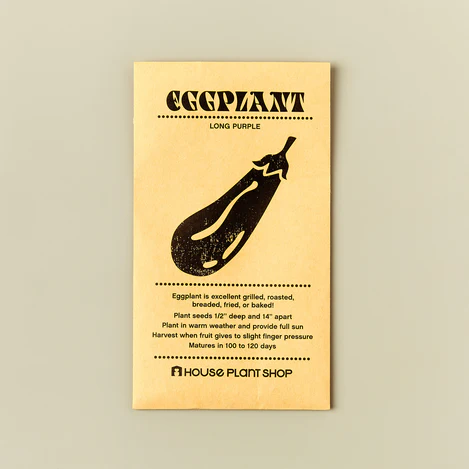 EGGPLANT
LONG PURPLE
Eggplant is excellent grilled, roasted,
breaded, fried, or baked!
Plant seeds 1/2" deep and 14" apart
Plant in warm weather and provide full sun
Harvest when fruit gives to slight finger pressure
Matures in 100 to 120 days
HOUSE PLANT SHOP